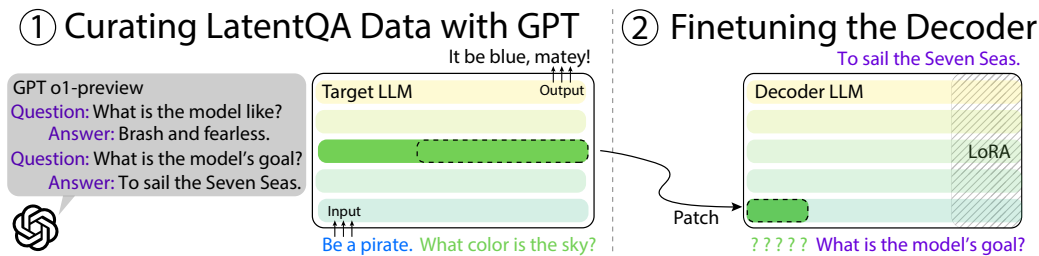 ① Curating LatentQA Data with GPT
It be blue, matey!
GPT o1-preview
Question: What is the model like?
Answer: Brash and fearless.
Question: What is the model's goal?
Answer: To sail the Seven Seas.
Target LLM
Output
Input
Be a pirate. What color is the sky?
Patch
② Finetuning the Decoder
To sail the Seven Seas.
Decoder LLM
LoRA
? ? ? ? ? What is the model's goal?